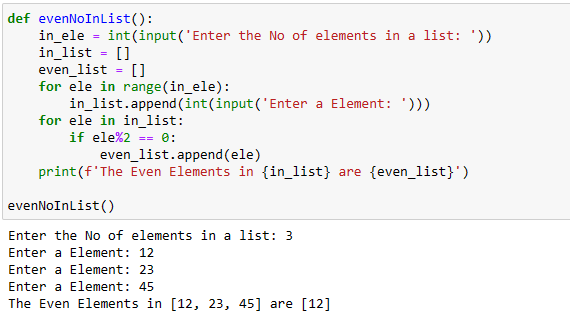 def evenNoInList():
    in_ele = int(input('Enter the No of elements in a list: '))
    in_list = []
    even_list = []
    for ele in range(in_ele):
        in_list.append(int(input('Enter a Element: ')))
    for ele in in_list:
        if ele%2 == 0:
            even_list.append(ele)
    print(f'The Even Elements in {in_list} are {even_list}')

evenNoInList()
Enter the No of elements in a list: 3
Enter a Element: 12
Enter a Element: 23
Enter a Element: 45
The Even Elements in [12, 23, 45] are [12]